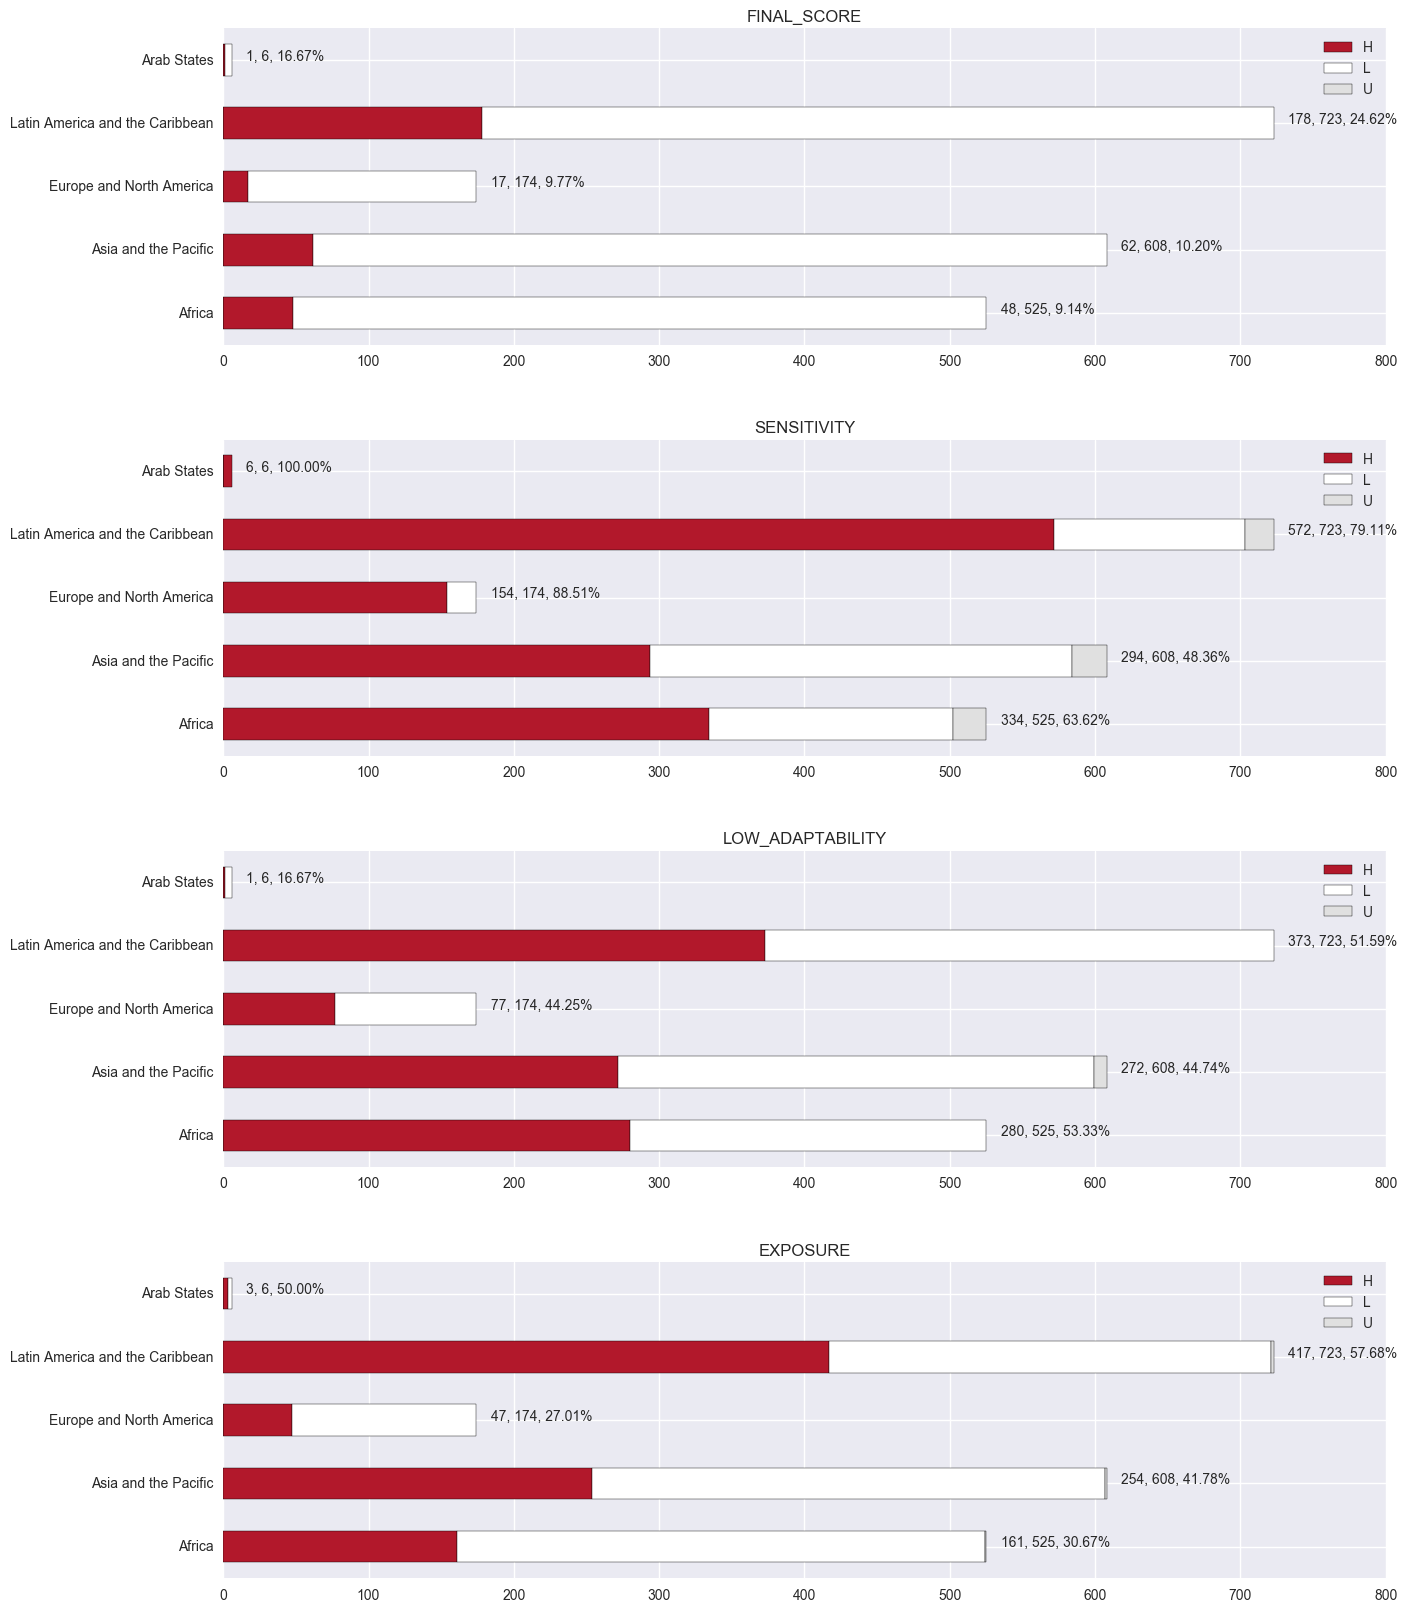 FINAL_SCORE
Arab States 1, 6, 16.67% H
L
U
Latin America and the Caribbean 178, 723, 24.62%
Europe and North America 17, 174, 9.77%
Asia and the Pacific 62, 608, 10.20%
Africa 48, 525, 9.14%
0 100 200 300 400 500 600 700 800
SENSITIVITY
Arab States 6, 6, 100.00% H
L
U
Latin America and the Caribbean 572, 723, 79.11%
Europe and North America 154, 174, 88.51%
Asia and the Pacific 294, 608, 48.36%
Africa 334, 525, 63.62%
0 100 200 300 400 500 600 700 800
LOW_ADAPTABILITY
Arab States 1, 6, 16.67% H
L
U
Latin America and the Caribbean 373, 723, 51.59%
Europe and North America 77, 174, 44.25%
Asia and the Pacific 272, 608, 44.74%
Africa 280, 525, 53.33%
0 100 200 300 400 500 600 700 800
EXPOSURE
Arab States 3, 6, 50.00% H
L
U
Latin America and the Caribbean 417, 723, 57.68%
Europe and North America 47, 174, 27.01%
Asia and the Pacific 254, 608, 41.78%
Africa 161, 525, 30.67%
0 100 200 300 400 500 600 700 800